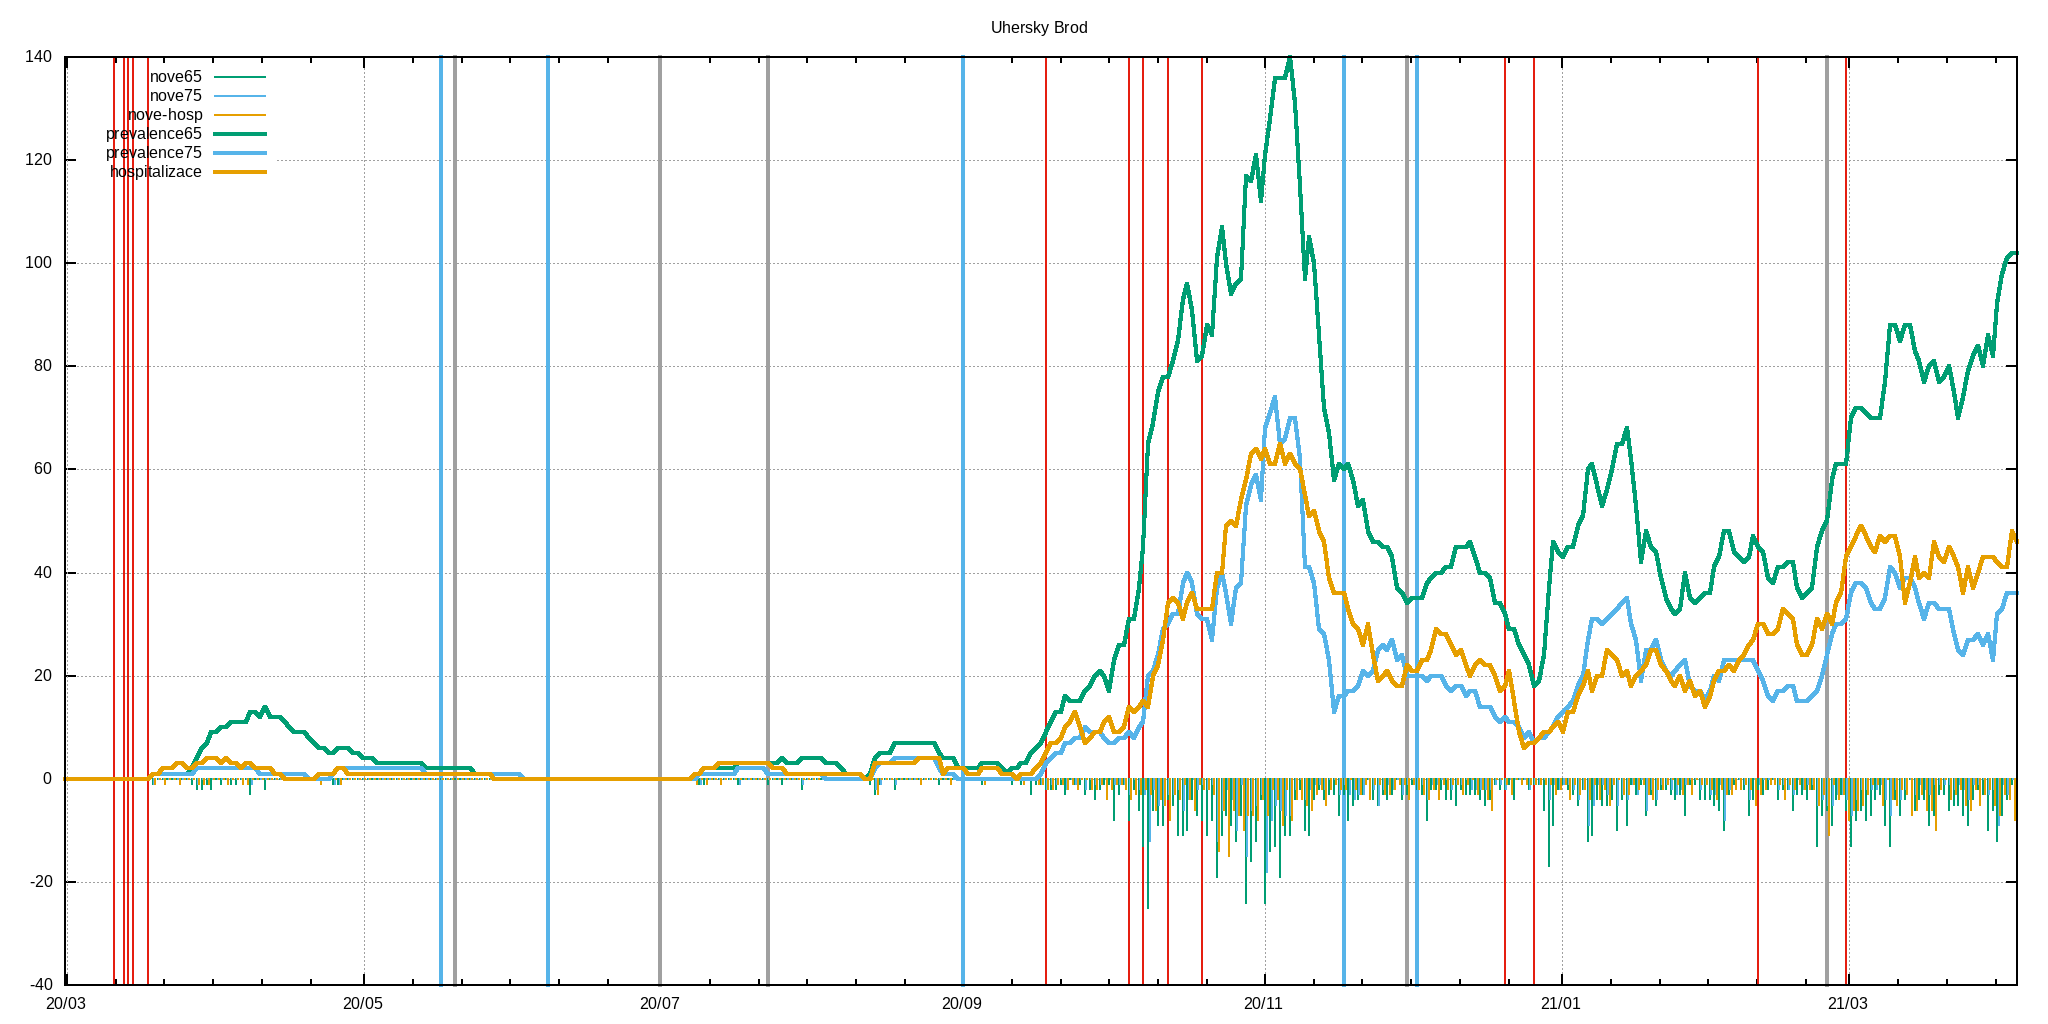 Uhersky Brod
140
120
100
80
60
40
20
0
-20
-40
nove65
nove75
nove-hosp
prevalence65
prevalence75
hospitalizace
20/03 20/05 20/07 20/09 20/11 21/01 21/03